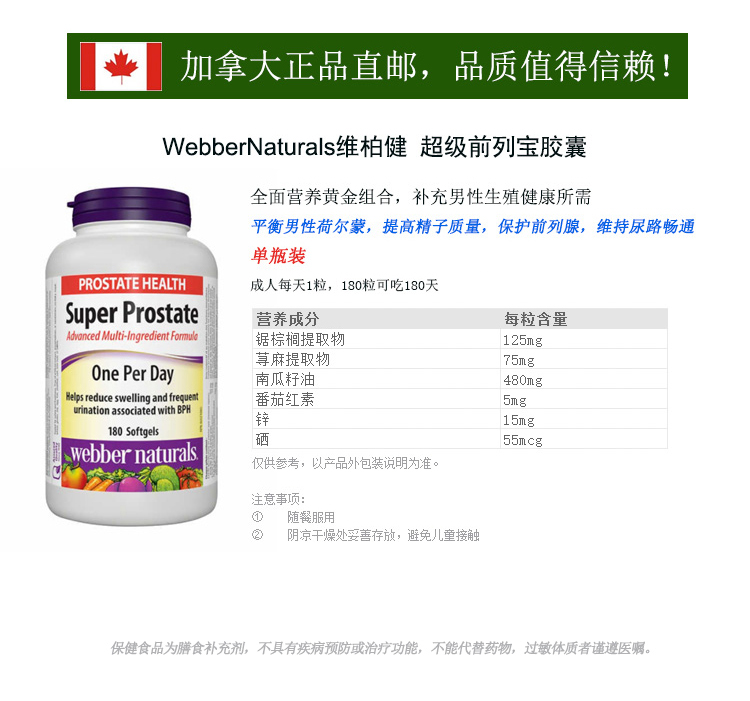 加拿大正品直邮，品质值得信赖！
WebberNaturals维柏健 超级前列宝胶囊
全面营养黄金组合，补充男性生殖健康所需
平衡男性荷尔蒙，提高精子质量，保护前列腺，维持尿路畅通
单瓶装
成人每天1粒，180粒可吃180天
营养成分 每粒含量
锯棕榈提取物 125mg
荨麻提取物 75mg
南瓜籽油 480mg
番茄红素 5mg
锌 15mg
硒 55mcg
仅供参考，以产品外包装说明为准。
注意事项：
① 随餐服用
② 阴凉干燥处妥善存放，避免儿童接触
PROSTATE HEALTH
Super Prostate
Advanced Multi-Ingredient Formula
One Per Day
Helps reduce swelling and frequent
urination associated with BPH
180 Softgels
webber naturals.
保健食品为膳食补充剂，不具有疾病预防或治疗功能，不能代替药物，过敏体质者谨遵医嘱。